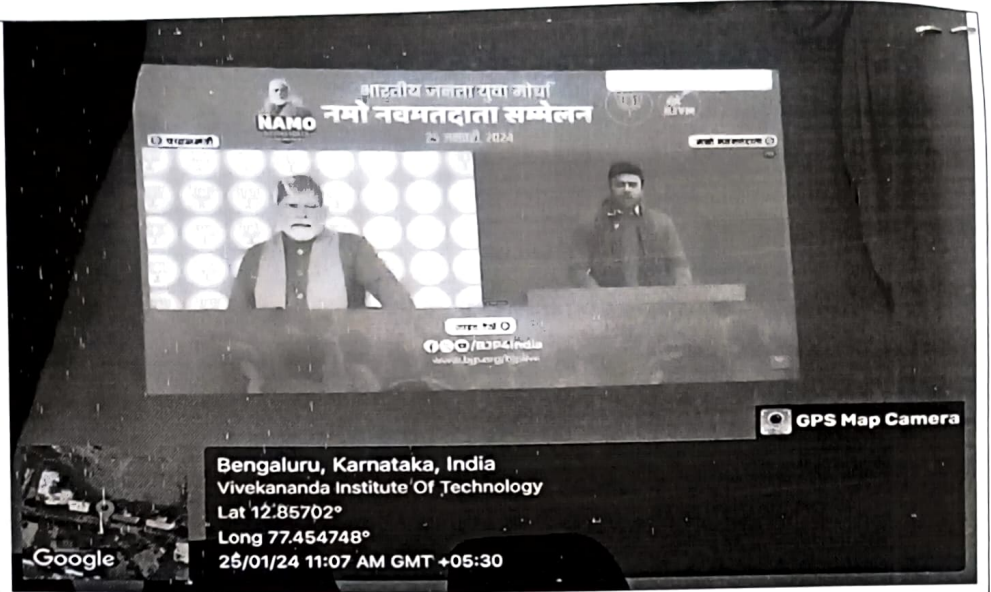 भारतीय जनता युवा मोर्चा
NAMO नमो नवमतदाता सम्मेलन
25 जनवरी, 2024
प्रधानमंत्री
/BJP4India
GPS Map Camera
Bengaluru, Karnataka, India
Vivekananda Institute Of Technology
Lat 12.85702°
Long 77.454748°
25/01/24 11:07 AM GMT +05:30
Google